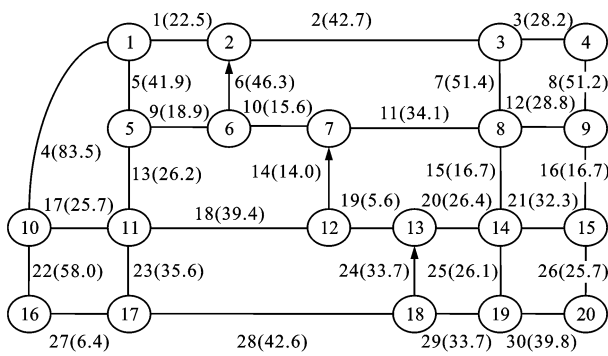 1(22.5) 2(42.7) 3(28.2)
1 2 3 4
5(41.9) 6(46.3) 7(51.4) 8(51.2)
9(18.9) 10(15.6) 11(34.1) 12(28.8)
5 6 7 8 9
4(83.5)
13(26.2) 14(14.0) 15(16.7) 16(16.7)
17(25.7) 18(39.4) 19(5.6) 20(26.4) 21(32.3)
10 11 12 13 14 15
22(58.0) 23(35.6) 24(33.7) 25(26.1) 26(25.7)
16 17 18 19 20
27(6.4) 28(42.6) 29(33.7) 30(39.8)